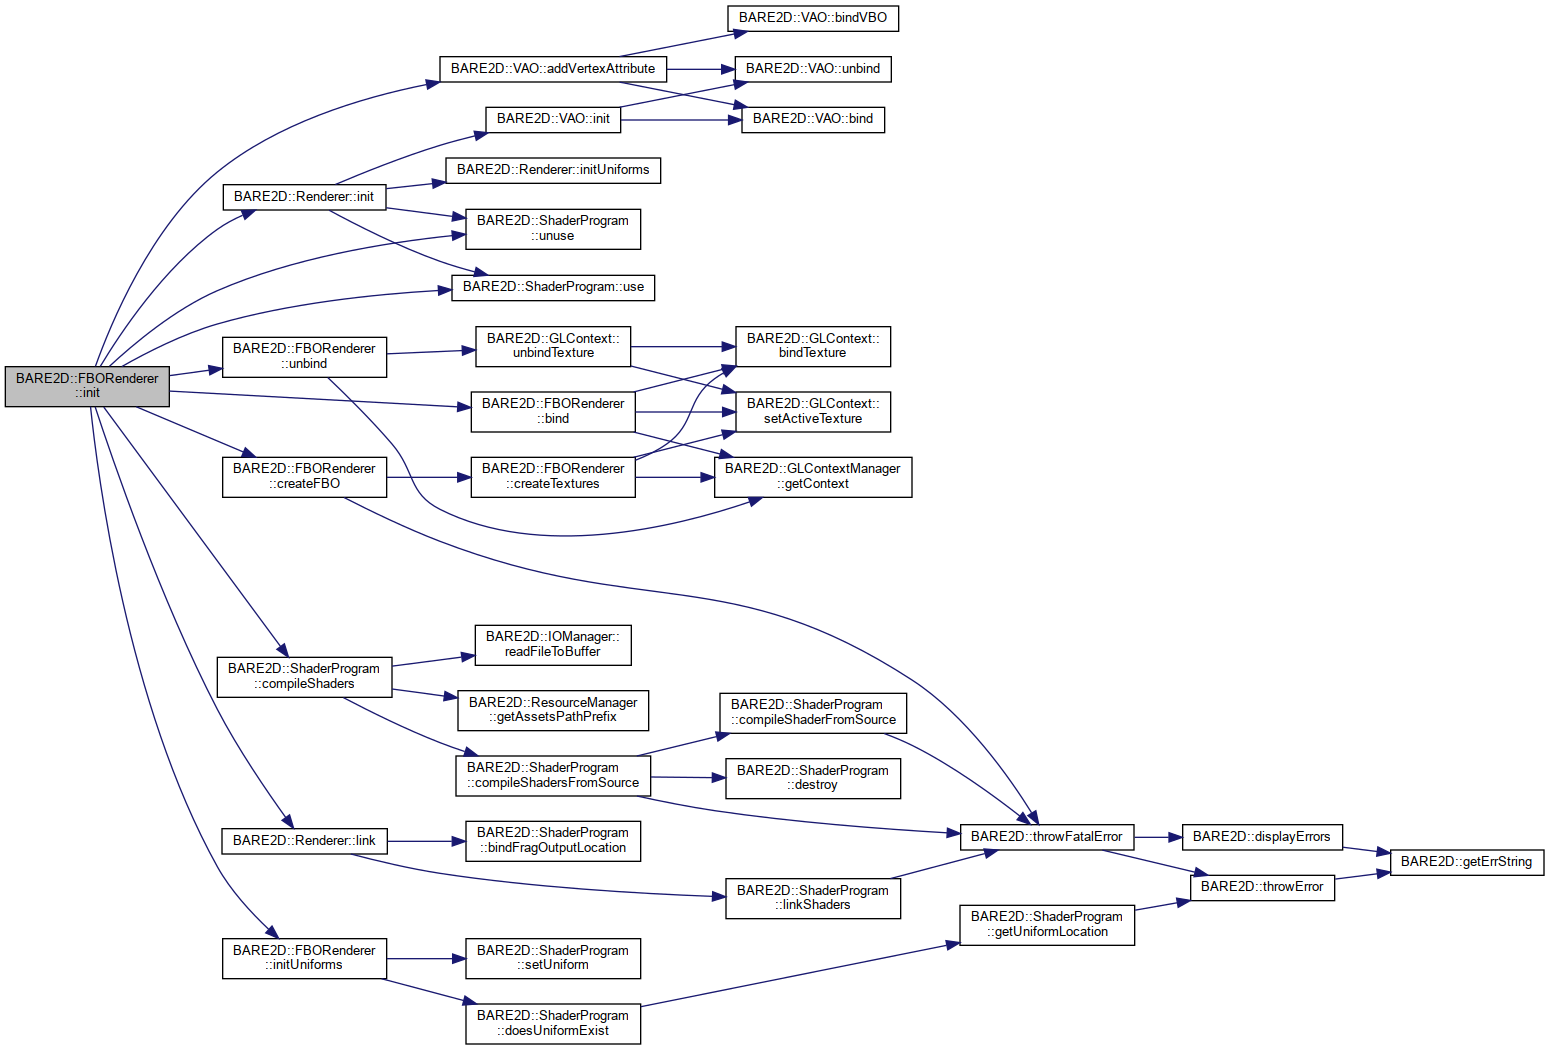 BARE2D::FBORenderer
::init
BARE2D::VAO::addVertexAttribute
BARE2D::VAO::bindVBO
BARE2D::VAO::unbind
BARE2D::VAO::bind
BARE2D::VAO::init
BARE2D::Renderer::init
BARE2D::Renderer::initUniforms
BARE2D::ShaderProgram
::unuse
BARE2D::ShaderProgram::use
BARE2D::FBORenderer
::unbind
BARE2D::GLContext::
unbindTexture
BARE2D::GLContext::
bindTexture
BARE2D::FBORenderer
::bind
BARE2D::GLContext::
setActiveTexture
BARE2D::FBORenderer
::createFBO
BARE2D::FBORenderer
::createTextures
BARE2D::GLContextManager
::getContext
BARE2D::ShaderProgram
::compileShaders
BARE2D::IOManager::
readFileToBuffer
BARE2D::ResourceManager
::getAssetsPathPrefix
BARE2D::ShaderProgram
::compileShadersFromSource
BARE2D::ShaderProgram
::compileShaderFromSource
BARE2D::ShaderProgram
::destroy
BARE2D::Renderer::link
BARE2D::ShaderProgram
::bindFragOutputLocation
BARE2D::ShaderProgram
::linkShaders
BARE2D::throwFatalError
BARE2D::displayErrors
BARE2D::getErrString
BARE2D::throwError
BARE2D::ShaderProgram
::getUniformLocation
BARE2D::FBORenderer
::initUniforms
BARE2D::ShaderProgram
::setUniform
BARE2D::ShaderProgram
::doesUniformExist